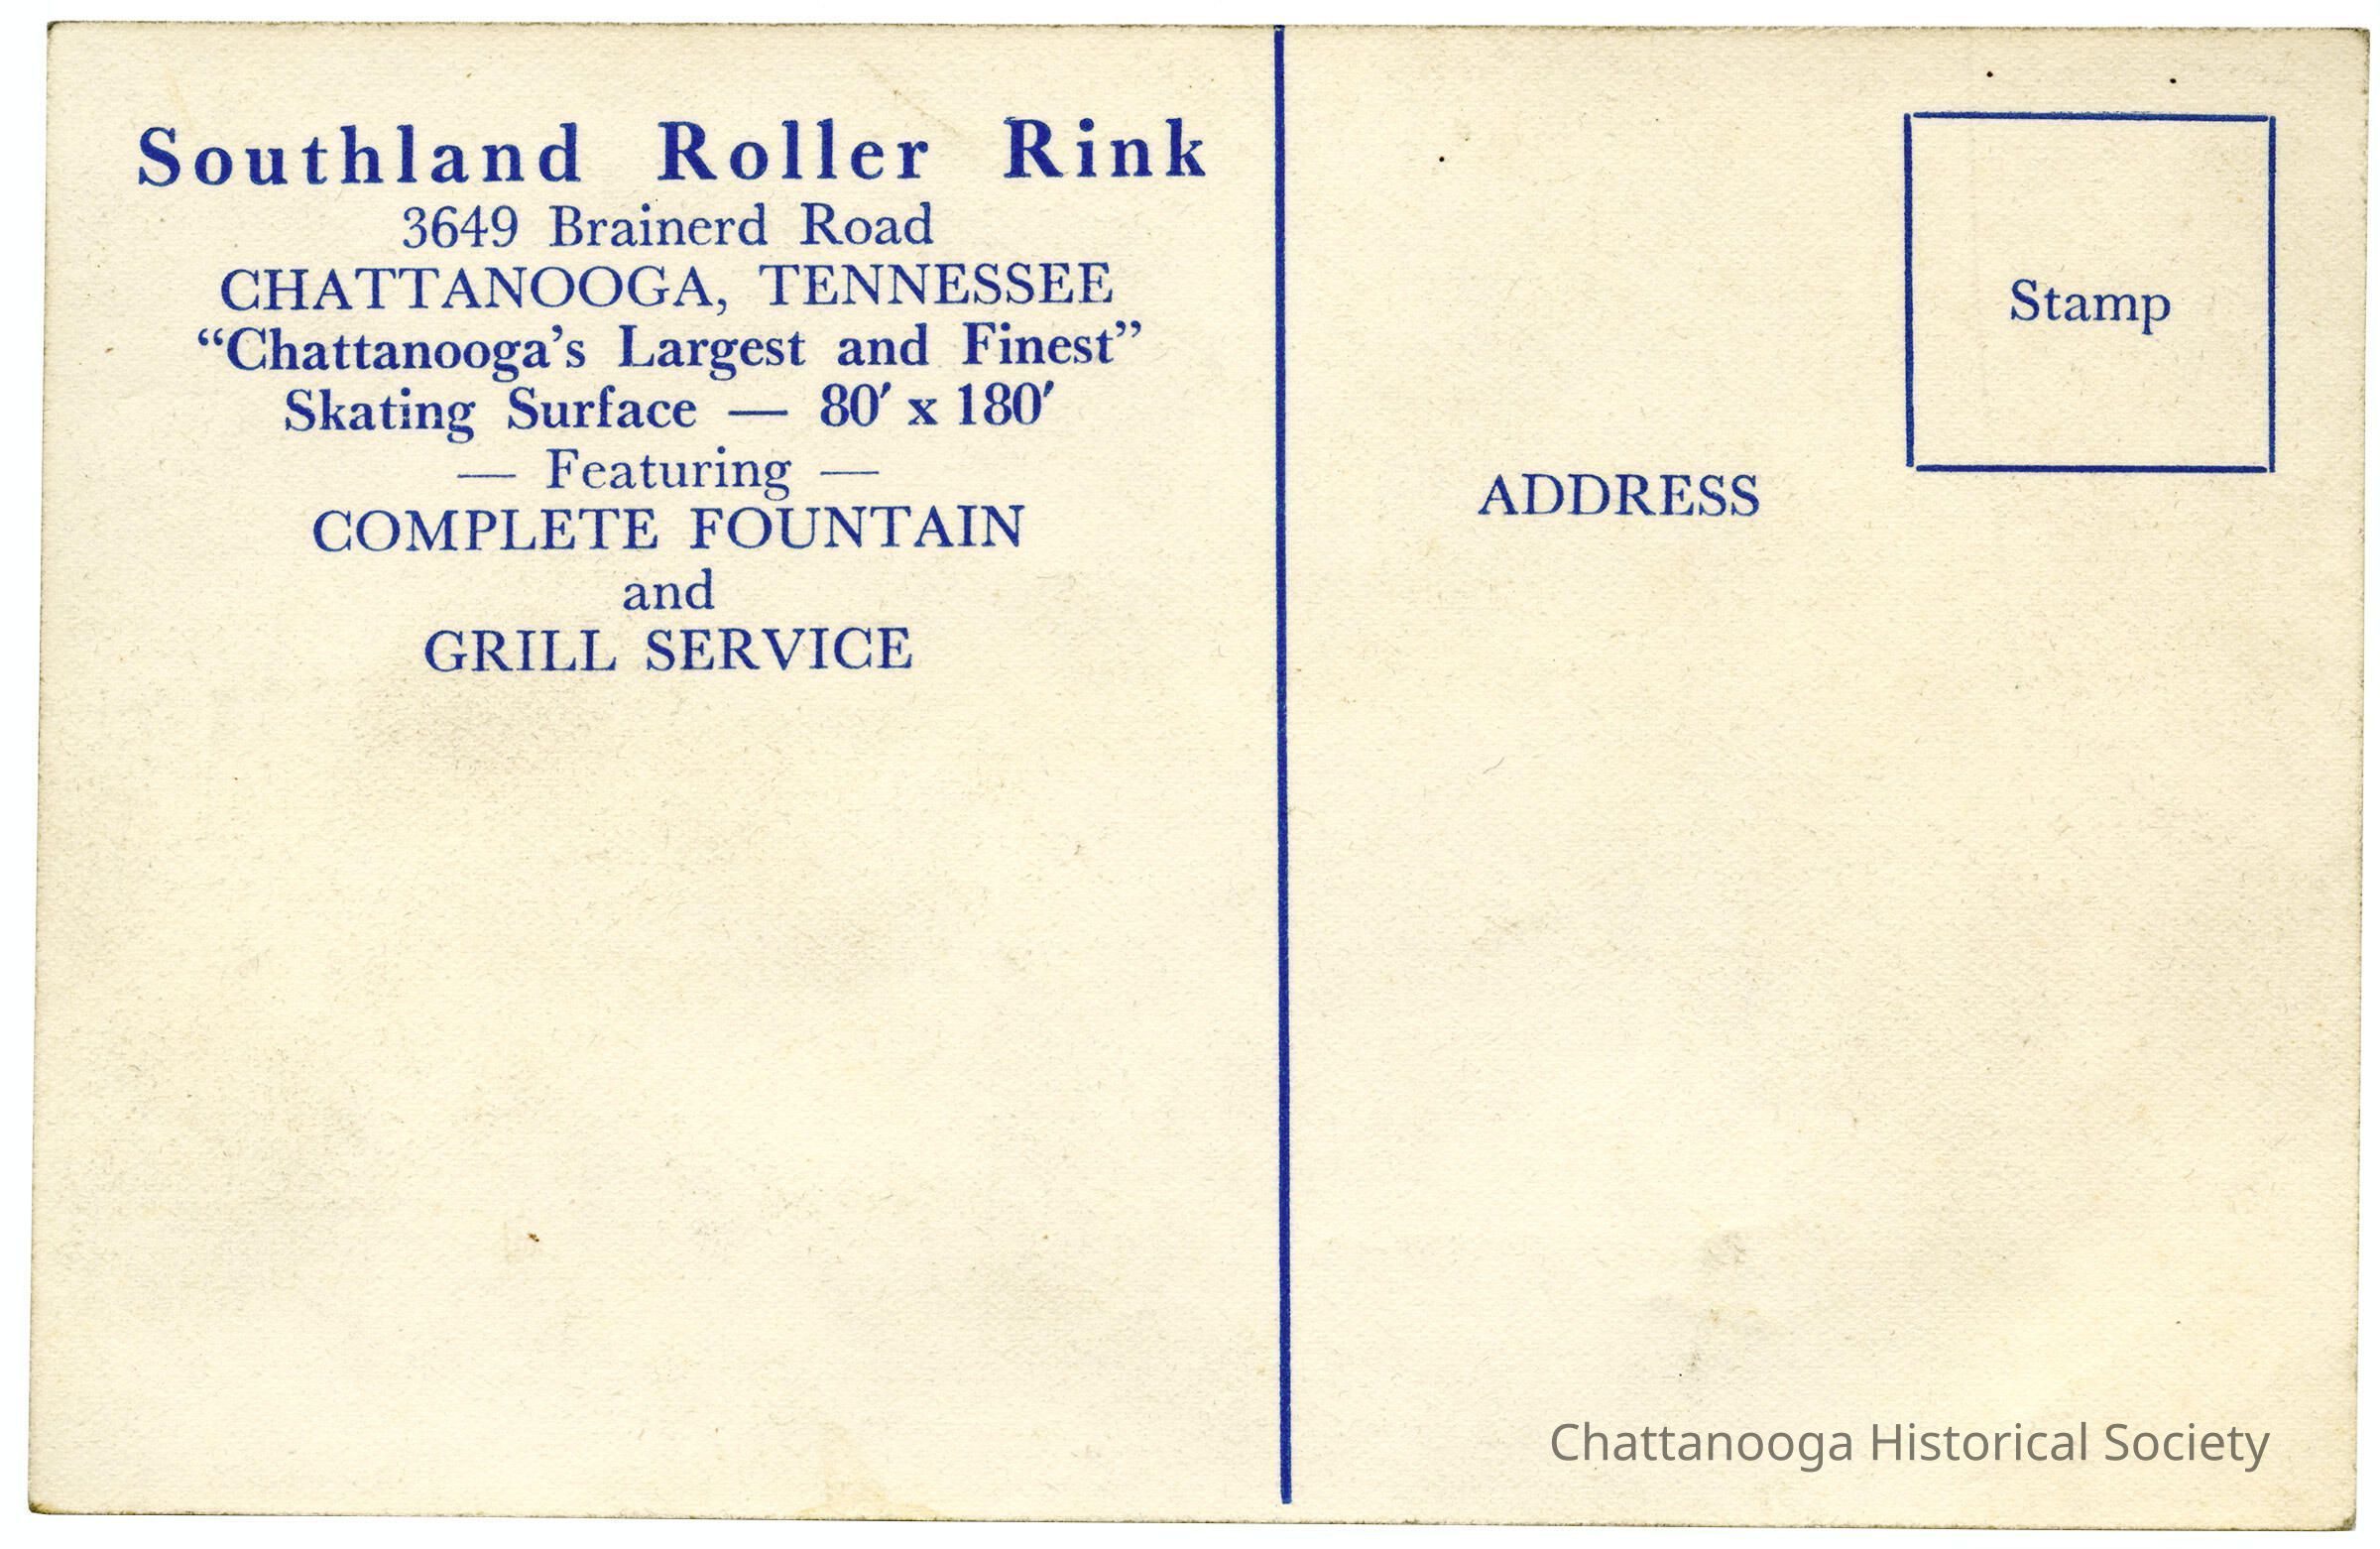 Southland Roller Rink
3649 Brainerd Road
CHATTANOOGA, TENNESSEE
“Chattanooga’s Largest and Finest”
Skating Surface — 80′ x 180′
— Featuring —
COMPLETE FOUNTAIN
and
GRILL SERVICE
Stamp
ADDRESS
Chattanooga Historical Society